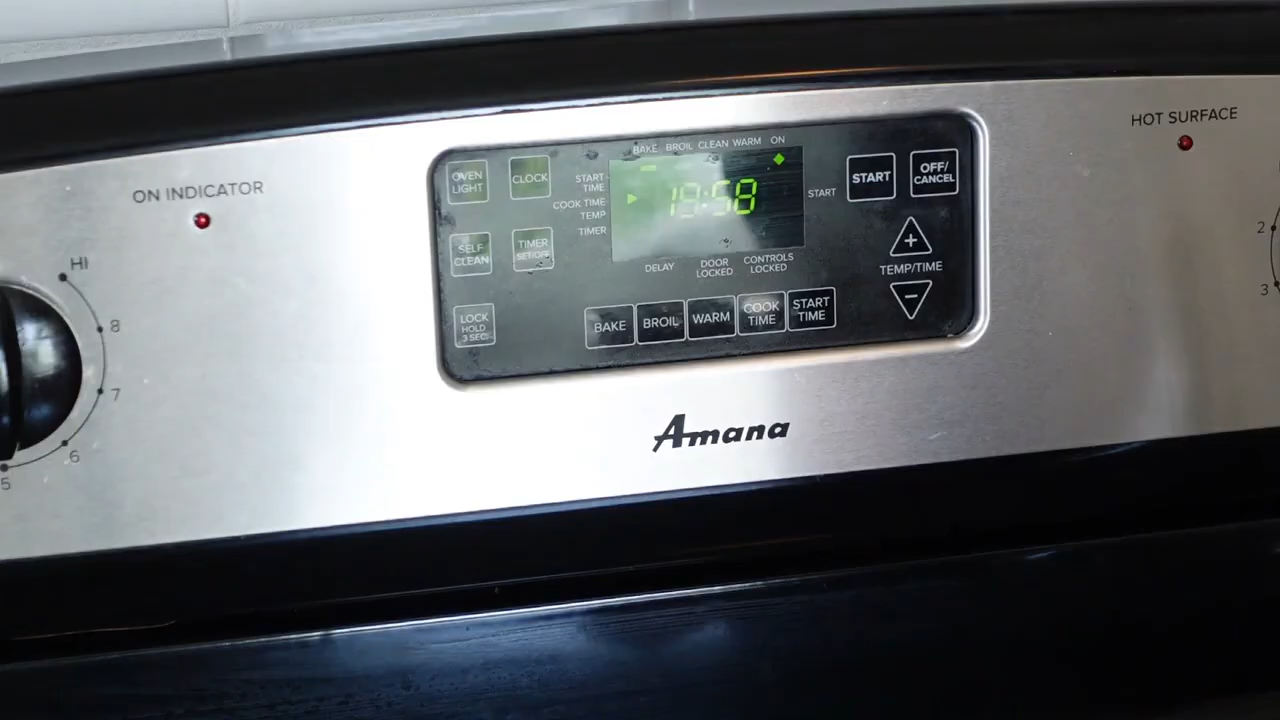 HOT SURFACE
ON INDICATOR
BAKE BROIL CLEAN WARM ON
OVEN LIGHT
CLOCK
START TIME
COOK TIME
TEMP
TIMER
19:58
START
START
OFF/CANCEL
SELF CLEAN
TIMER SET/OFF
DELAY
DOOR LOCKED
CONTROLS LOCKED
TEMP/TIME
LOCK HOLD 3 SEC
BAKE
BROIL
WARM
COOK TIME
START TIME
Amana
HI
8
7
6
5
2
3